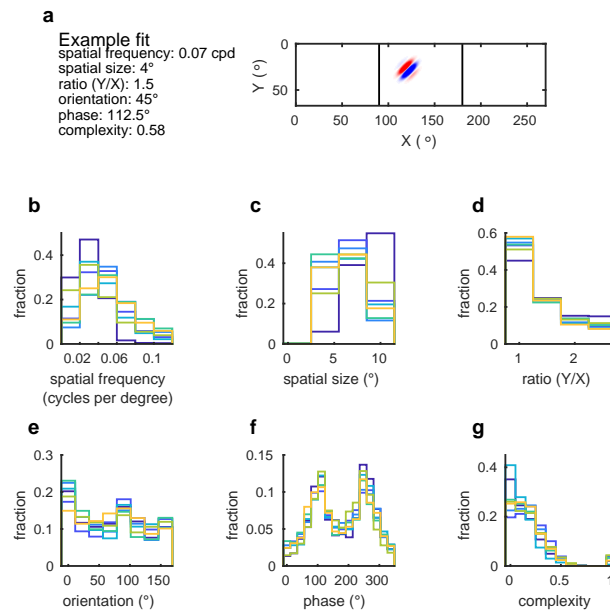 a
Example fit
spatial frequency: 0.07 cpd
spatial size: 4°
ratio (Y/X): 1.5
orientation: 45°
phase: 112.5°
complexity: 0.58
Y (°)
0
50
0 50 100 150 200 250
X (°)
b
fraction
0.4
0.2
0
0.02 0.06 0.1
spatial frequency
(cycles per degree)
c
fraction
0.4
0.2
0
0 5 10
spatial size (°)
d
fraction
0.6
0.4
0.2
0
1 2
ratio (Y/X)
e
fraction
0.3
0.2
0.1
0
0 50 100 150
orientation (°)
f
fraction
0.15
0.1
0.05
0
0 100 200 300
phase (°)
g
fraction
0.4
0.2
0
0 0.5 1
complexity